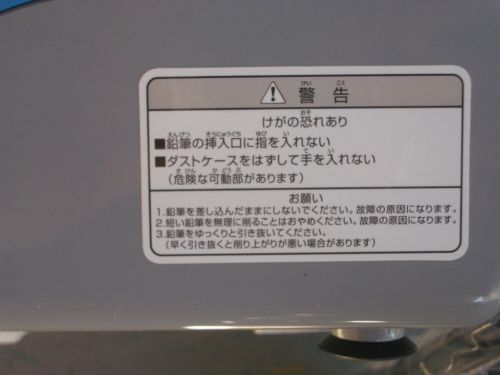 警告
けがの恐れあり
■鉛筆の挿入口に指を入れない
■ダストケースをはずして手を入れない
(危険な可動部があります)
お願い
1.鉛筆を差し込んだままにしないでください。故障の原因になります。
2.短い鉛筆を無理に削ることはおやめください。故障の原因になります。
3.鉛筆をゆっくりと引き抜いてください。
(早く引き抜くと削り上がりが悪い場合があります)